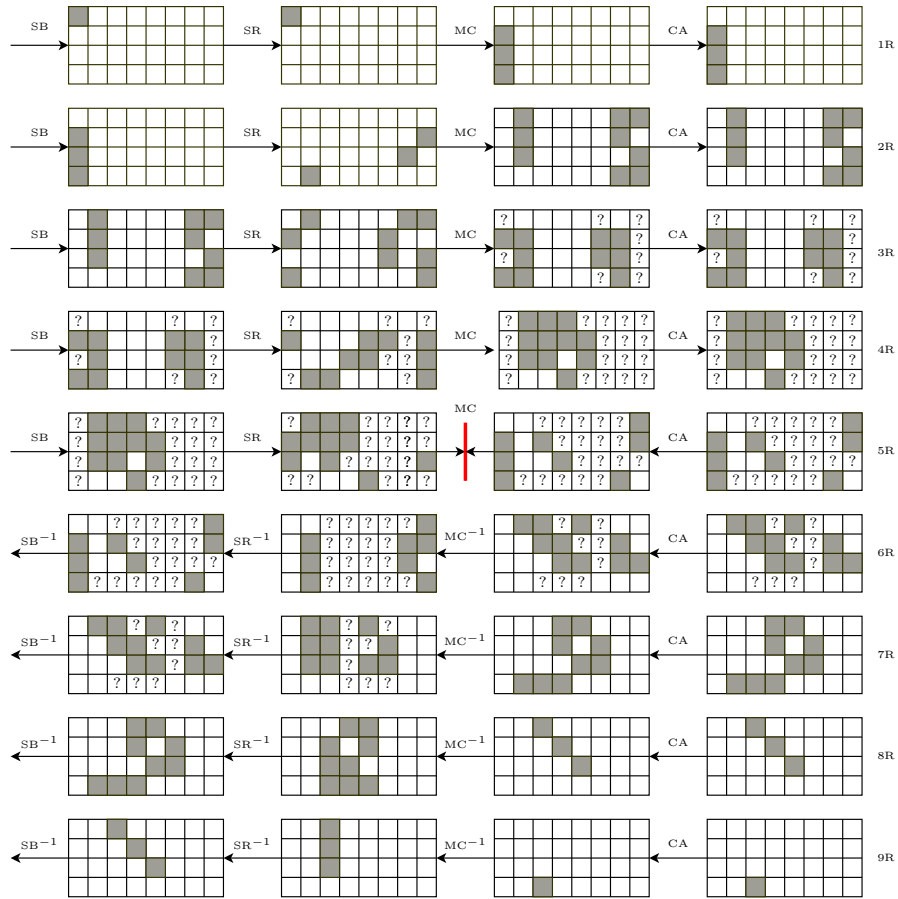 SB SR MC CA
1R
SB SR MC CA
2R
? ? ? ? ? ?
SB SR MC ? CA ?
? ? ? ? 3R
? ? ? ?
? ? ? ? ? ? ? ? ? ? ? ? ? ? ? ?
SB ? SR ? MC ? ? ? ? ? CA ? ? ? ? ?
? ? ? ? ? ? ? ? ? ? ? ? ? ? 4R
? ? ? ? ? ? ? ? ? ? ? ? ? ?
MC
? ? ? ? ? ? ? ? ? ? ? ? ? ? ? ? ? ? ? ?
SB ? ? ? ? ? SR ? ? ? ? ? ? ? ? ? CA ? ? ? ?
? ? ? ? ? ? ? ? ? ? ? ? ? ? ? ? ? 5R
? ? ? ? ? ? ? ? ? ? ? ? ? ? ? ? ? ? ? ?
? ? ? ? ? ? ? ? ? ? ? ? ? ?
SB−1 ? ? ? ? SR−1 ? ? ? ? MC−1 ? ? CA ? ?
? ? ? ? ? ? ? ? ? ? 6R
? ? ? ? ? ? ? ? ? ? ? ? ? ? ? ?
? ? ? ?
SB−1 ? ? SR−1 ? ? MC−1 CA
? ? 7R
? ? ? ? ? ?
SB−1 SR−1 MC−1 CA
8R
SB−1 SR−1 MC−1 CA
9R